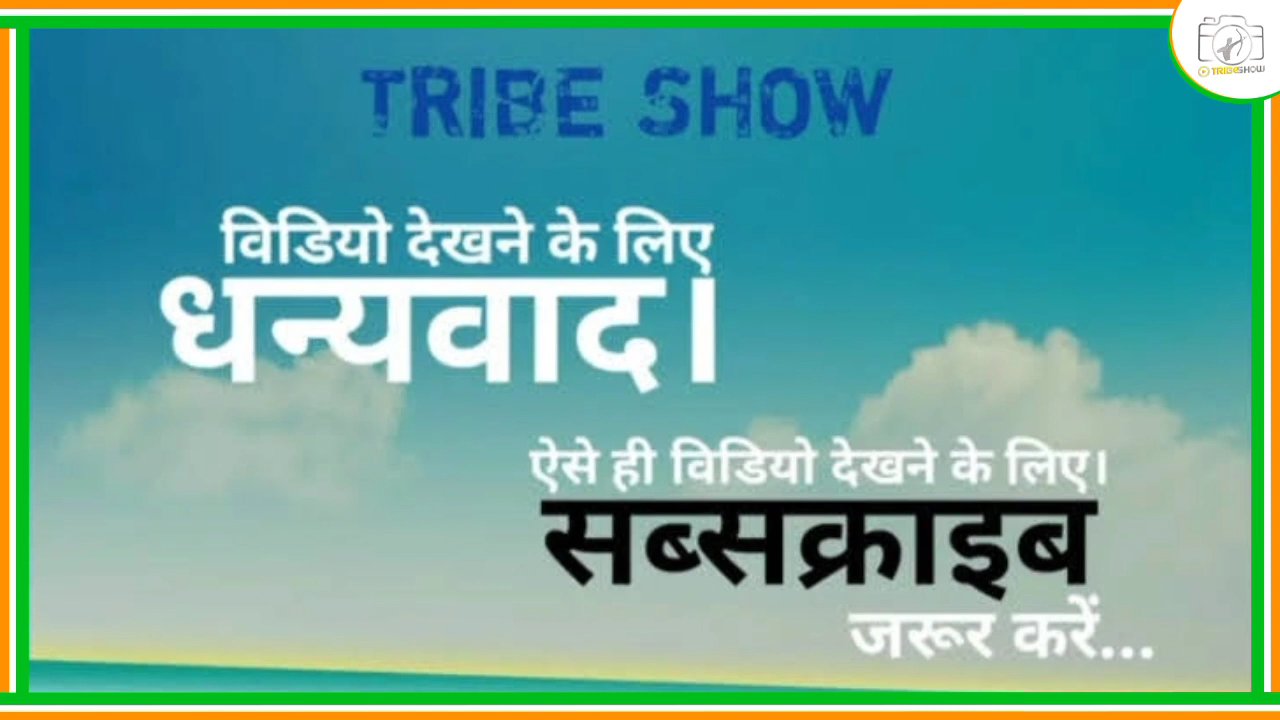 TRIBE SHOW
TRIBESHOW
विडियो देखने के लिए
धन्यवाद।
ऐसे ही विडियो देखने के लिए।
सब्सक्राइब
जरूर करें...